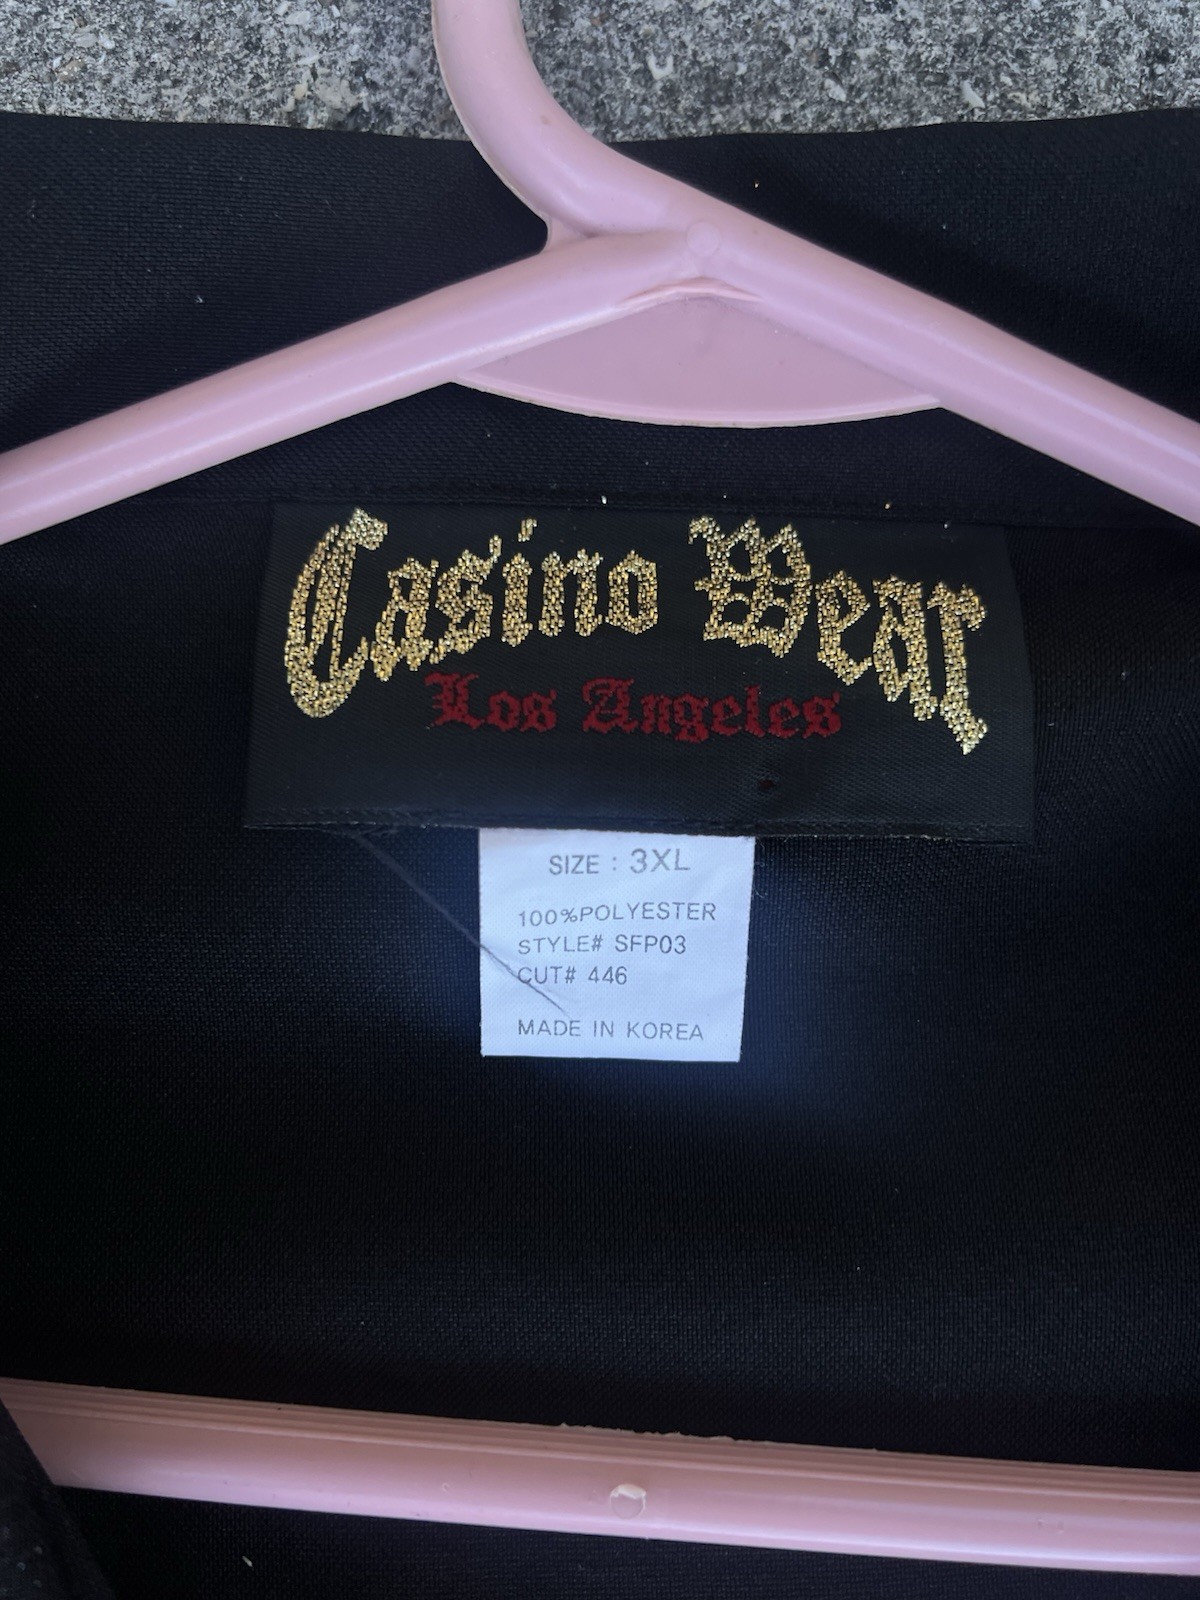 Casino Wear
Los Angeles
SIZE : 3XL
100%POLYESTER
STYLE# SFP03
CUT# 446
MADE IN KOREA